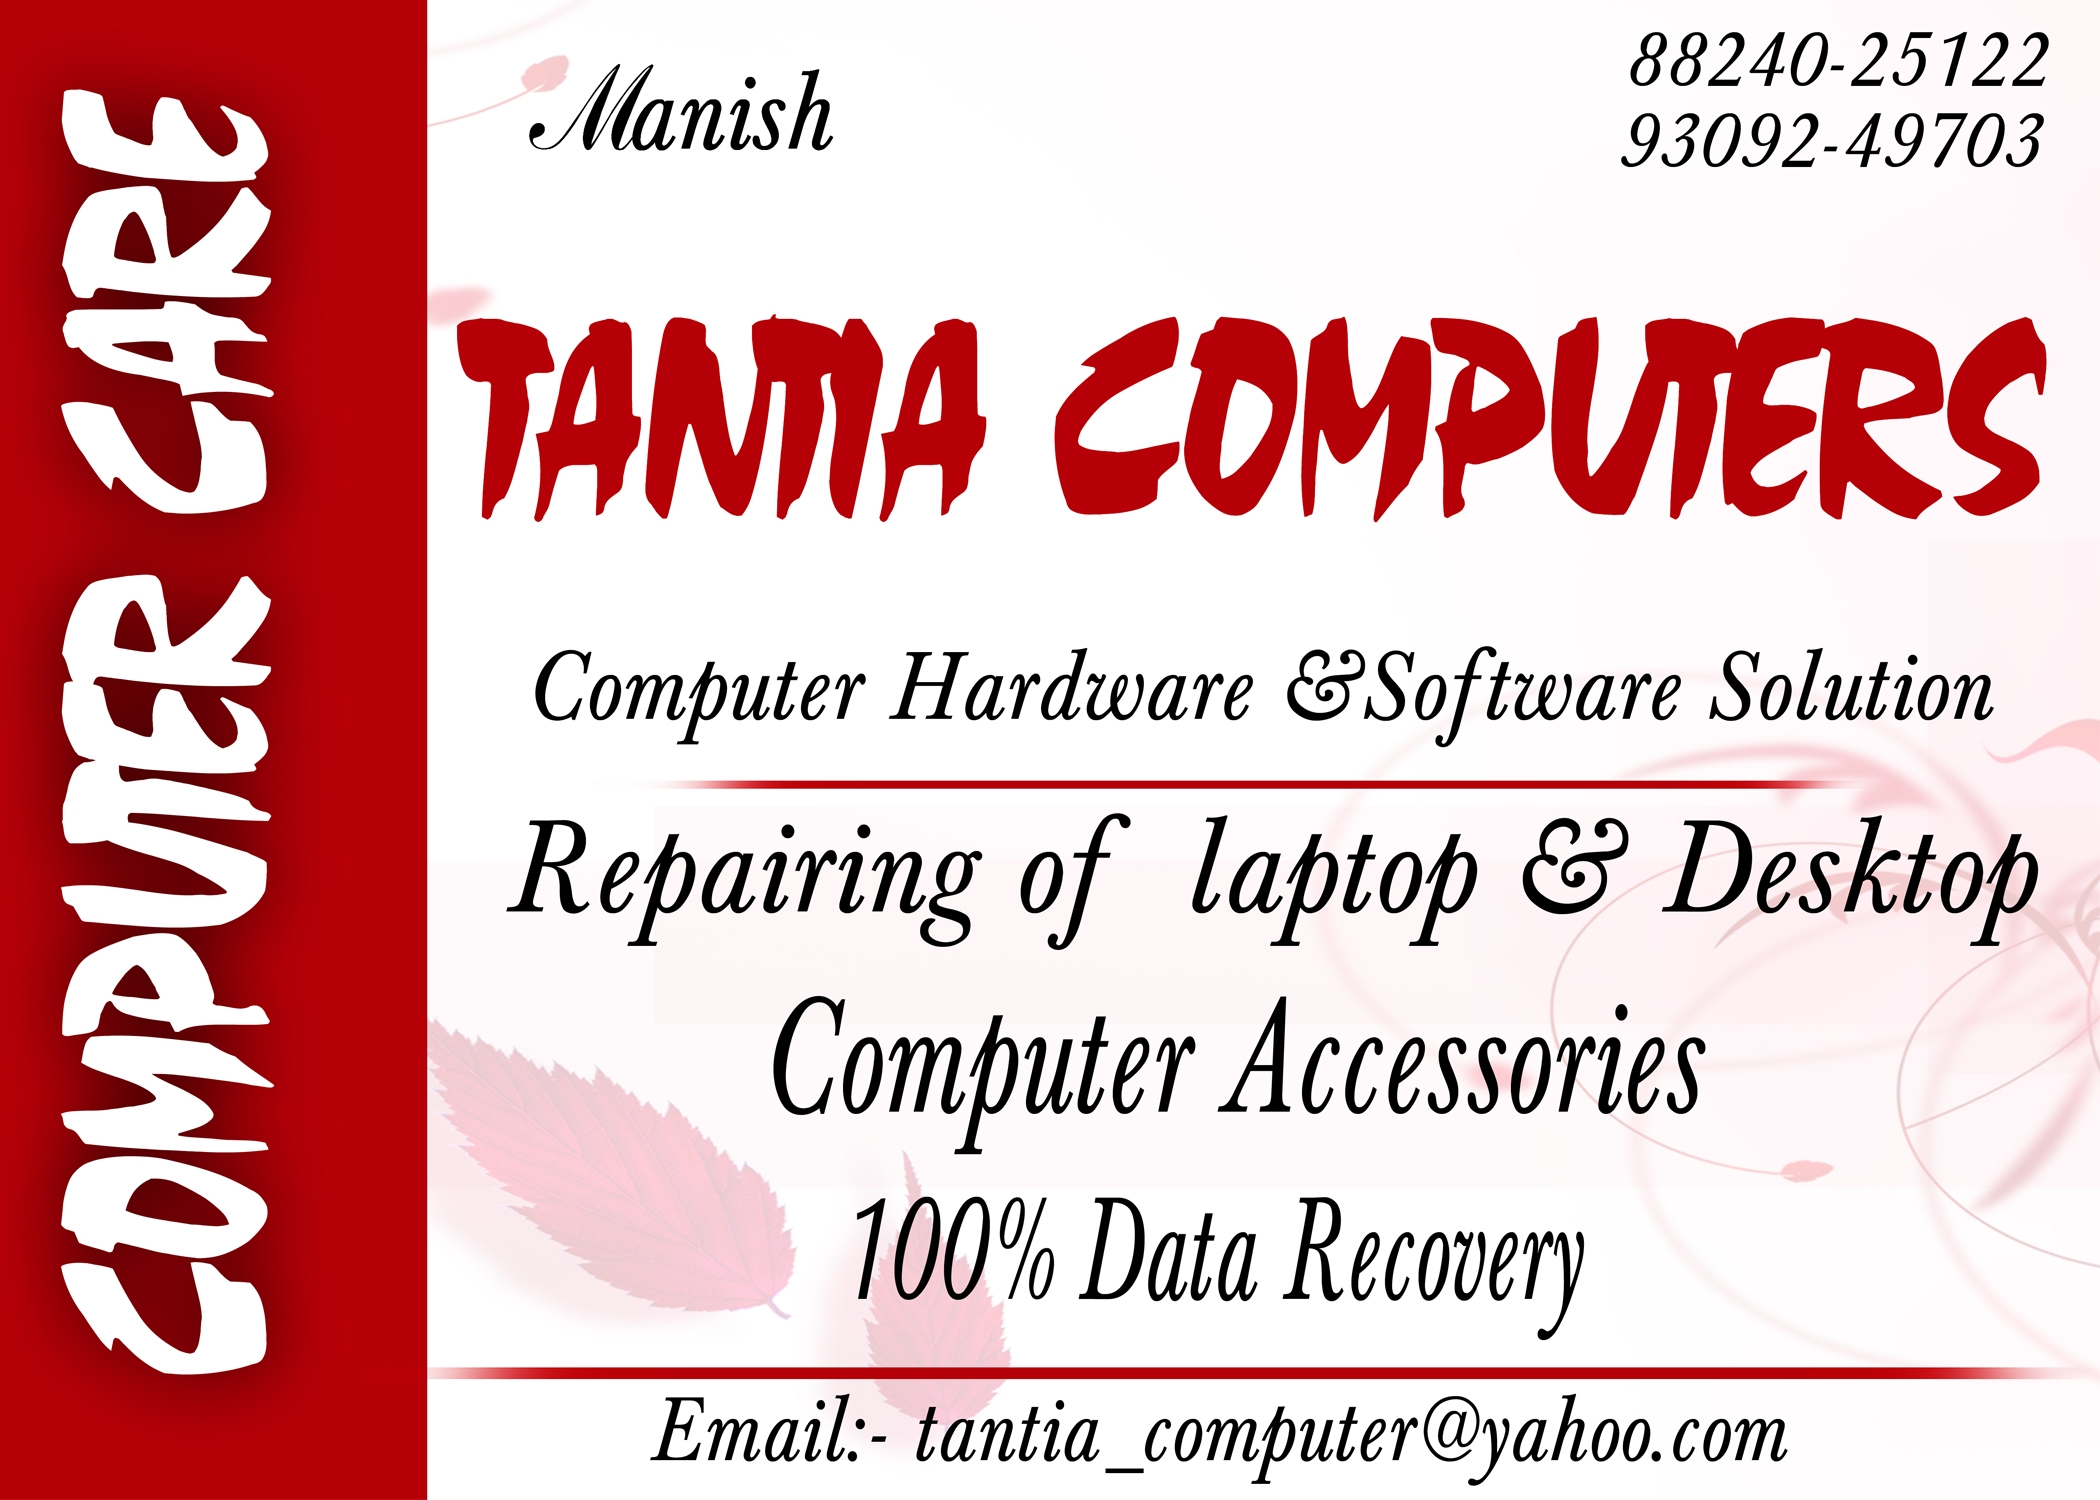 COMPUTER CARE
Manish
88240-25122
93092-49703
TANTIA COMPUTERS
Computer Hardware &Software Solution
Repairing of laptop & Desktop
Computer Accessories
100% Data Recovery
Email:- tantia_computer@yahoo.com